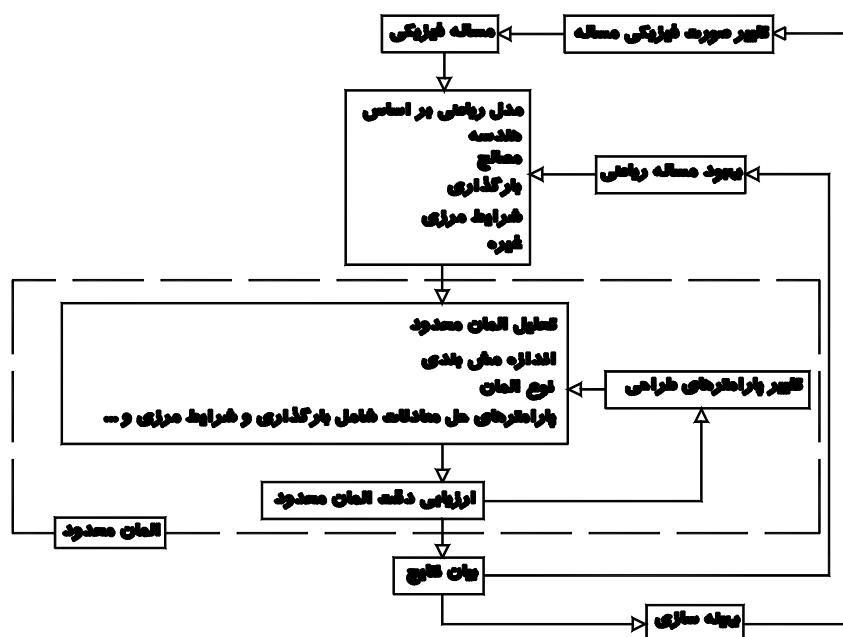 مساله فیزیکی
تغییر صورت فیزیکی مساله
مدل ریاضی بر اساس
هندسه
مصالح
بارگذاری
شرایط مرزی
غیره
بهبود مساله ریاضی
تحلیل المان محدود
اندازه مش بندی
نوع المان
پارامترهای حل معادلات شامل بارگذاری و شرایط مرزی و ...
تغییر پارامترهای طراحی
ارزیابی دقت المان محدود
المان محدود
بیان نتایج
بهینه سازی